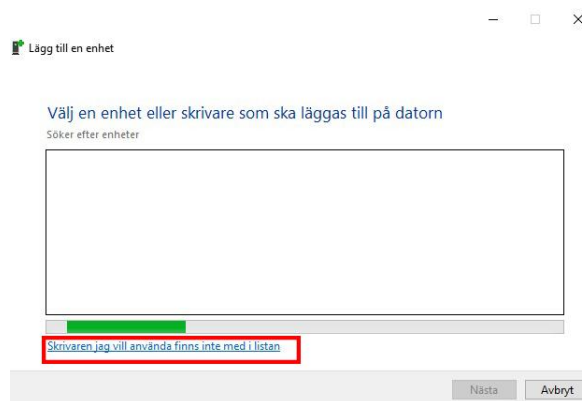 Lägg till en enhet
Välj en enhet eller skrivare som ska läggas till på datorn
Söker efter enheter
Skrivaren jag vill använda finns inte med i listan
Nästa
Avbryt